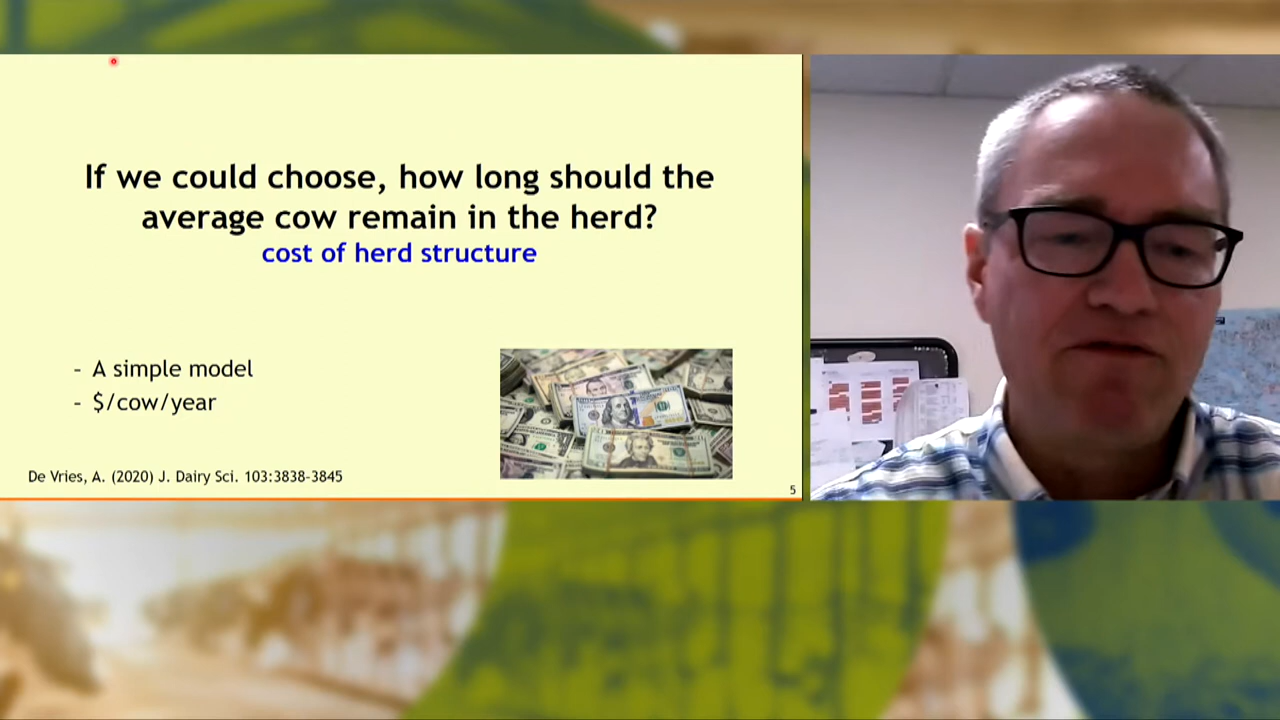 If we could choose, how long should the
average cow remain in the herd?
cost of herd structure
- A simple model
- $/cow/year
De Vries, A. (2020) J. Dairy Sci. 103:3838-3845
5